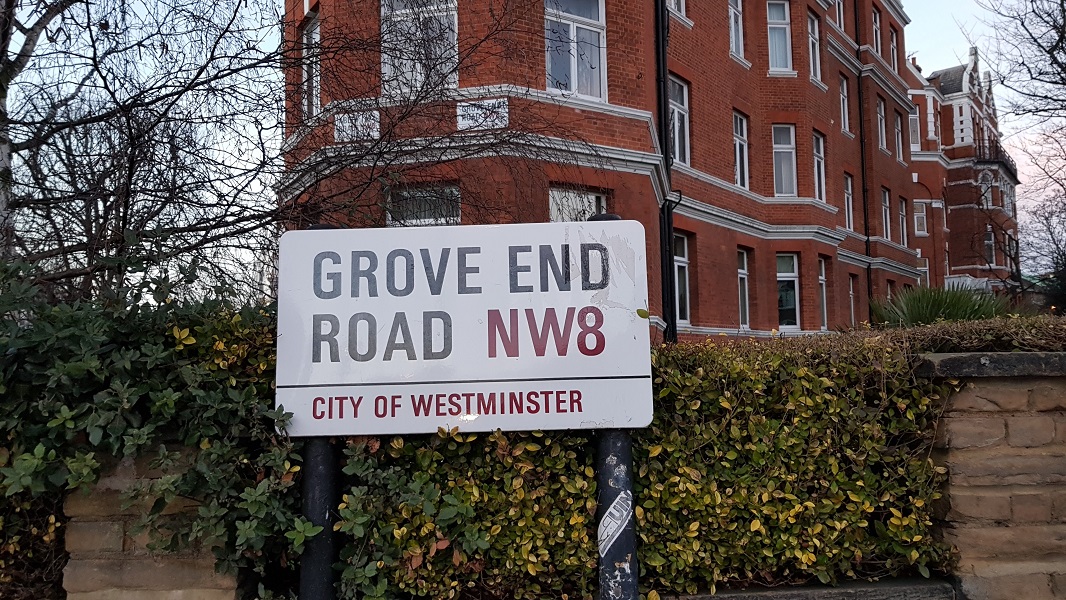 GROVE END
ROAD NW8
CITY OF WESTMINSTER